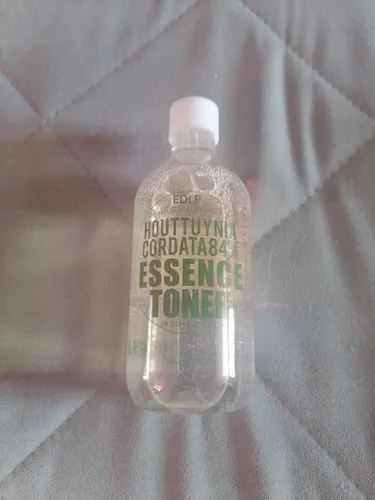 EDLP
HOUTTUYNIA
CORDATA84%
ESSENCE
TONER